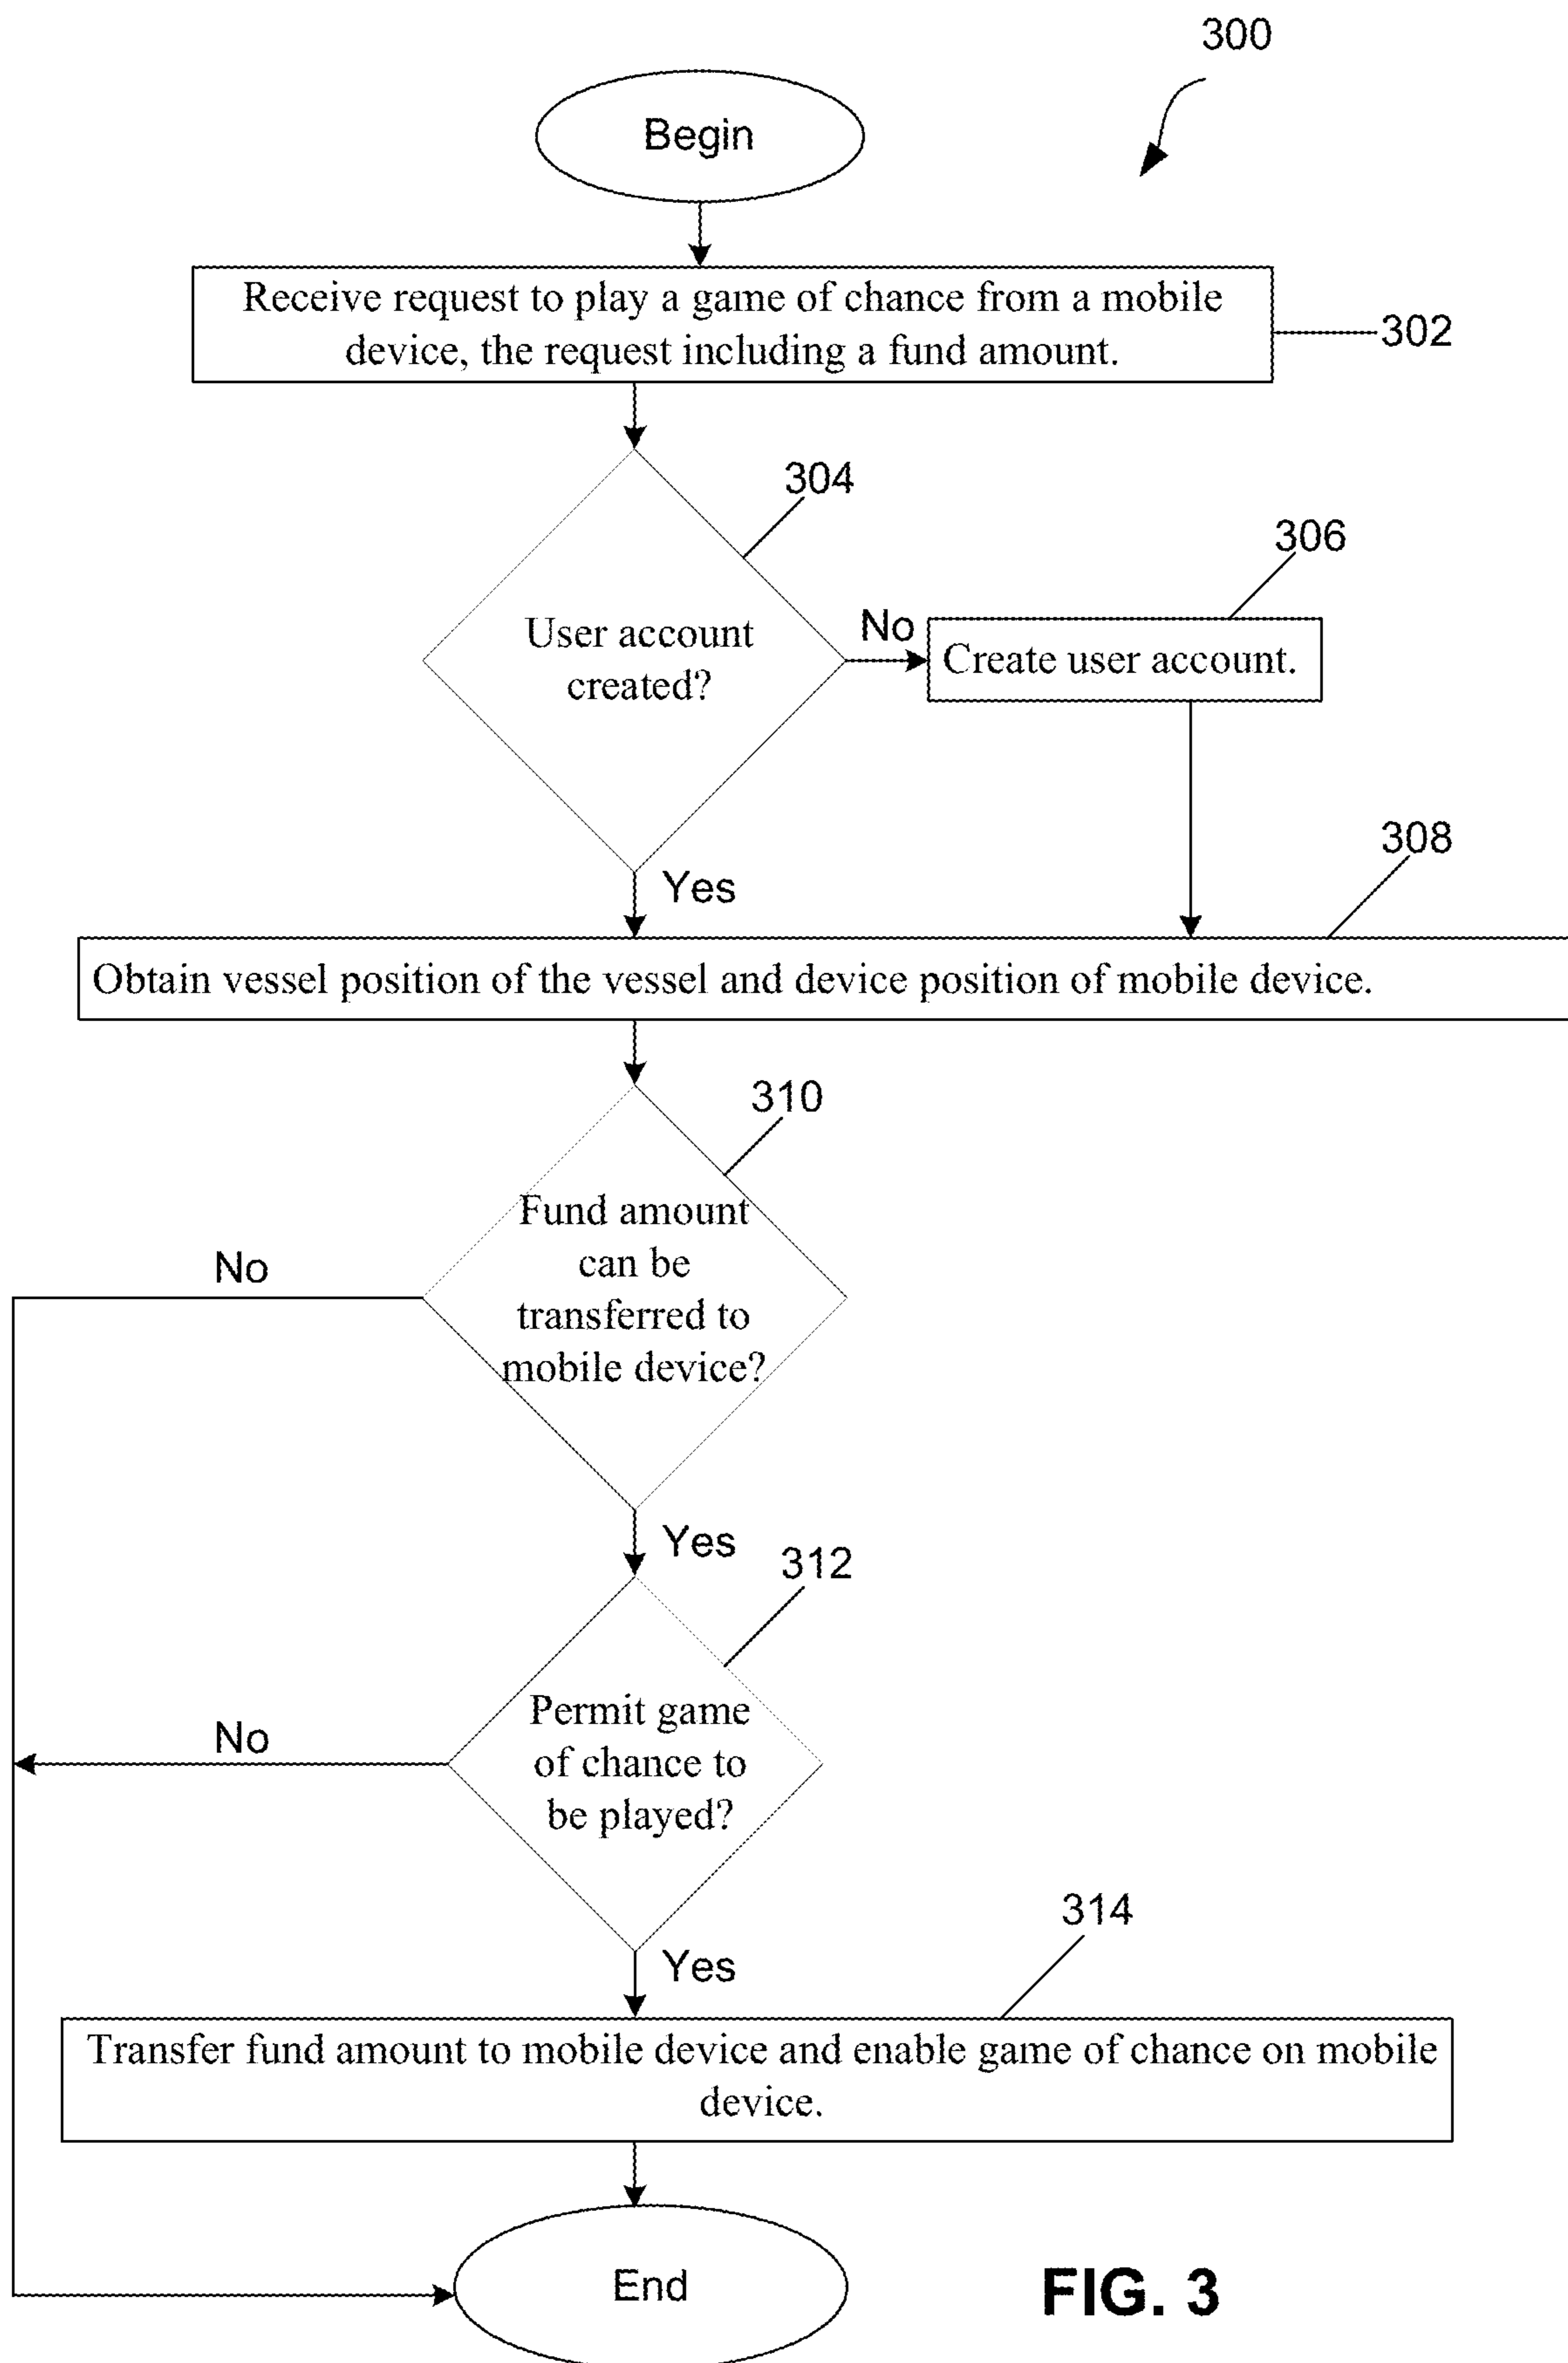 300
Begin
Receive request to play a game of chance from a mobile
device, the request including a fund amount.
302
304
306
User account
created?
No
Create user account.
Yes
308
Obtain vessel position of the vessel and device position of mobile device.
310
Fund amount
can be
transferred to
mobile device?
No
Yes
312
Permit game
of chance to
be played?
No
Yes
314
Transfer fund amount to mobile device and enable game of chance on mobile
device.
End
FIG. 3